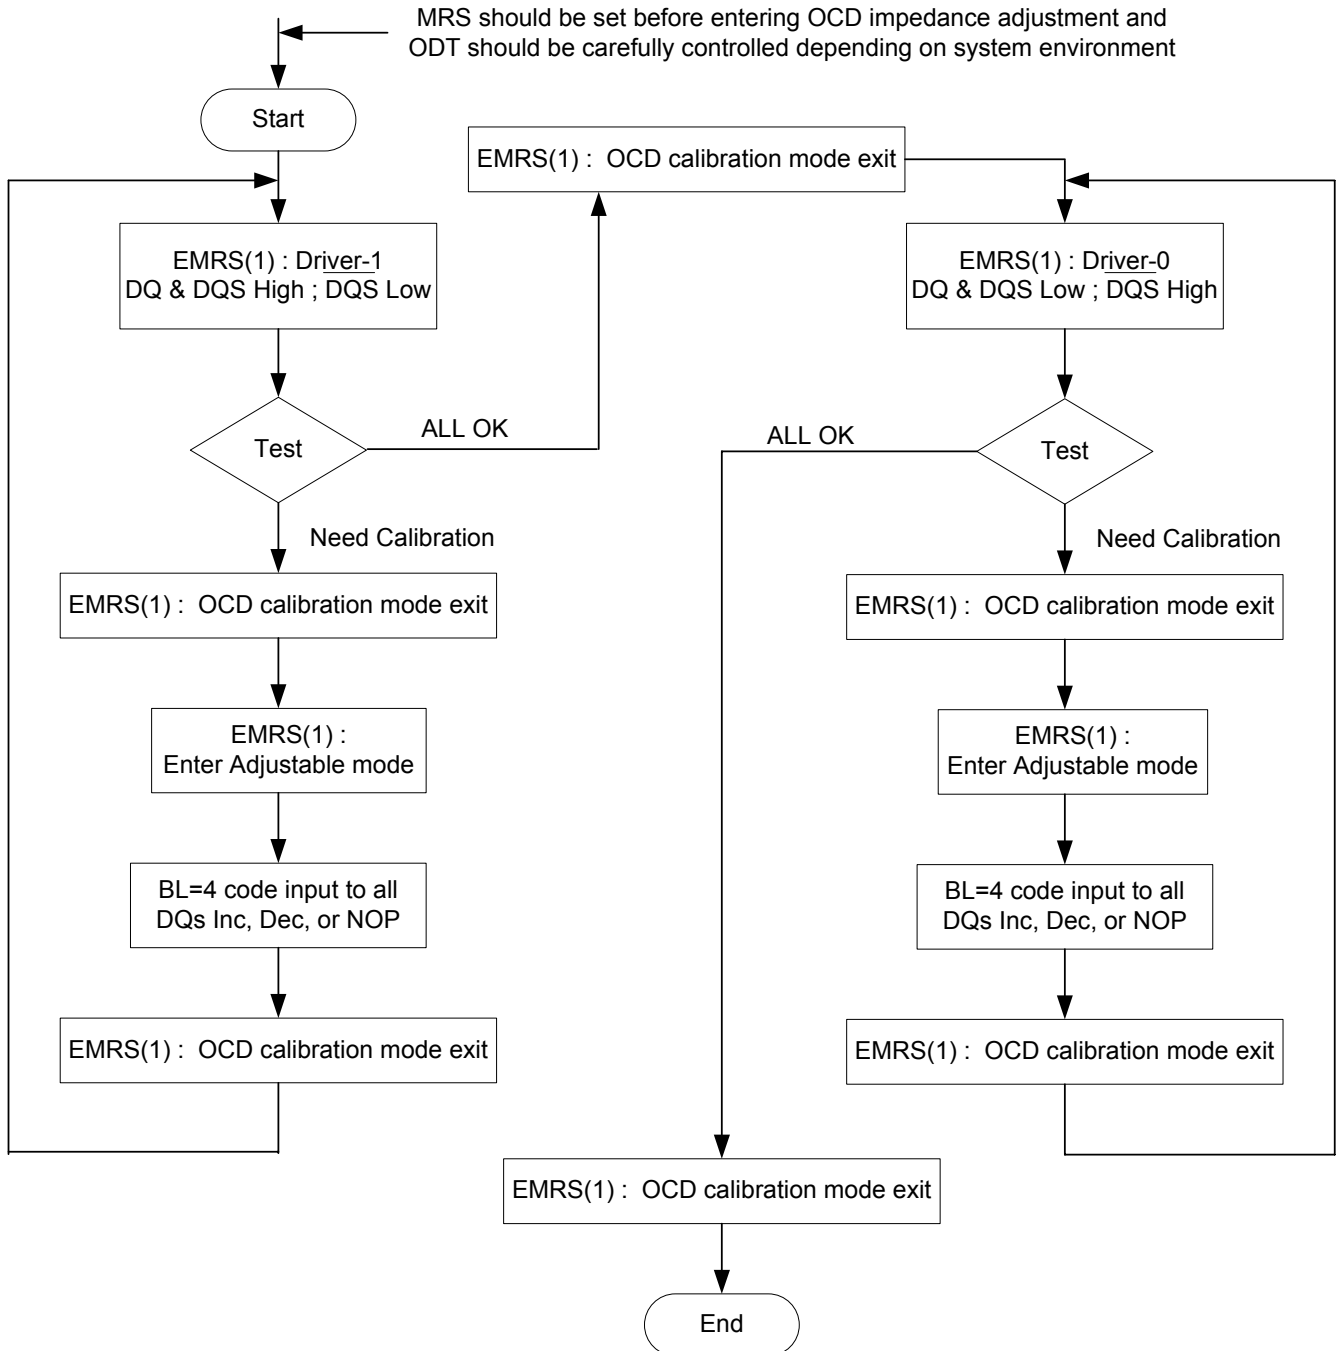 MRS should be set before entering OCD impedance adjustment and
ODT should be carefully controlled depending on system environment
Start
EMRS(1) : Driver-1
DQ & DQS High ; D̅Q̅S̅ Low
Test
ALL OK
Need Calibration
EMRS(1) : OCD calibration mode exit
EMRS(1) :
Enter Adjustable mode
BL=4 code input to all
DQs Inc, Dec, or NOP
EMRS(1) : OCD calibration mode exit
EMRS(1) : OCD calibration mode exit
EMRS(1) : Driver-0
DQ & DQS Low ; D̅Q̅S̅ High
Test
ALL OK
Need Calibration
EMRS(1) : OCD calibration mode exit
EMRS(1) :
Enter Adjustable mode
BL=4 code input to all
DQs Inc, Dec, or NOP
EMRS(1) : OCD calibration mode exit
EMRS(1) : OCD calibration mode exit
End